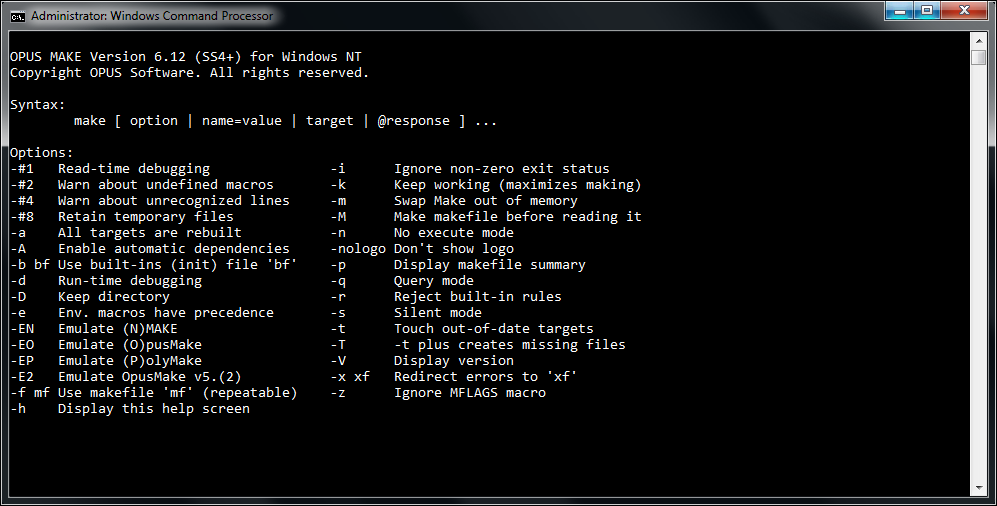 Administrator: Windows Command Processor
OPUS MAKE Version 6.12 (SS4+) for Windows NT
Copyright OPUS Software. All rights reserved.
Syntax:
make [ option | name=value | target | @response ] ...
Options:
-#1 Read-time debugging -i Ignore non-zero exit status
-#2 Warn about undefined macros -k Keep working (maximizes making)
-#4 Warn about unrecognized lines -m Swap Make out of memory
-#8 Retain temporary files -M Make makefile before reading it
-a All targets are rebuilt -n No execute mode
-A Enable automatic dependencies -nologo Don't show logo
-b bf Use built-ins (init) file 'bf' -p Display makefile summary
-d Run-time debugging -q Query mode
-D Keep directory -r Reject built-in rules
-e Env. macros have precedence -s Silent mode
-EN Emulate (N)MAKE -t Touch out-of-date targets
-EO Emulate (O)pusMake -T -t plus creates missing files
-EP Emulate (P)olyMake -V Display version
-E2 Emulate OpusMake v5.(2) -x xf Redirect errors to 'xf'
-f mf Use makefile 'mf' (repeatable) -z Ignore MFLAGS macro
-h Display this help screen